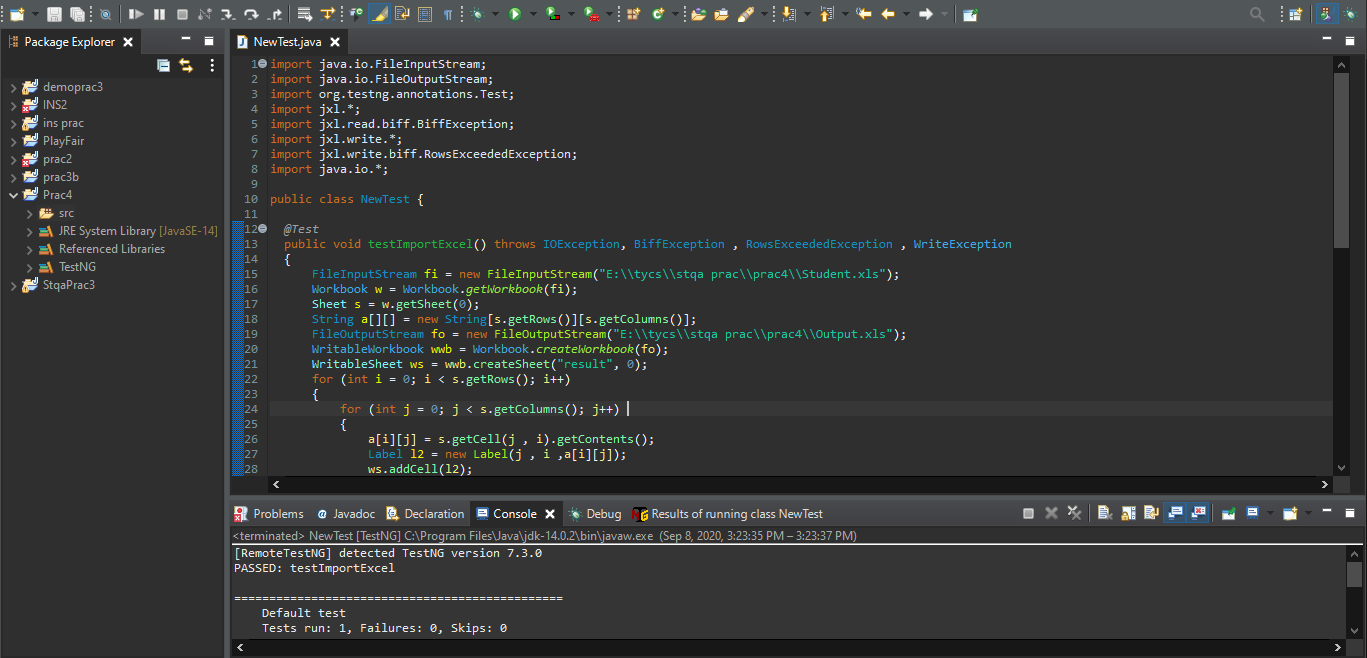 Package Explorer
demoprac3
INS2
ins prac
PlayFair
prac2
prac3b
Prac4
src
JRE System Library [JavaSE-14]
Referenced Libraries
TestNG
StqaPrac3
NewTest.java
1 import java.io.FileInputStream;
2 import java.io.FileOutputStream;
3 import org.testng.annotations.Test;
4 import jxl.*;
5 import jxl.read.biff.BiffException;
6 import jxl.write.*;
7 import jxl.write.biff.RowsExceededException;
8 import java.io.*;
9
10 public class NewTest {
11
12 @Test
13 public void testImportExcel() throws IOException, BiffException , RowsExceededException , WriteException
14 {
15 FileInputStream fi = new FileInputStream("E:\\tycs\\stqa prac\\prac4\\Student.xls");
16 Workbook w = Workbook.getWorkbook(fi);
17 Sheet s = w.getSheet(0);
18 String a[][] = new String[s.getRows()][s.getColumns()];
19 FileOutputStream fo = new FileOutputStream("E:\\tycs\\stqa prac\\prac4\\Output.xls");
20 WritableWorkbook wwb = Workbook.createWorkbook(fo);
21 WritableSheet ws = wwb.createSheet("result", 0);
22 for (int i = 0; i < s.getRows(); i++)
23 {
24 for (int j = 0; j < s.getColumns(); j++)
25 {
26 a[i][j] = s.getCell(j , i).getContents();
27 Label l2 = new Label(j , i ,a[i][j]);
28 ws.addCell(l2);
Problems Javadoc Declaration Console Debug Results of running class NewTest
<terminated> NewTest [TestNG] C:\Program Files\Java\jdk-14.0.2\bin\javaw.exe (Sep 8, 2020, 3:23:35 PM – 3:23:37 PM)
[RemoteTestNG] detected TestNG version 7.3.0
PASSED: testImportExcel
===============================================
Default test
Tests run: 1, Failures: 0, Skips: 0